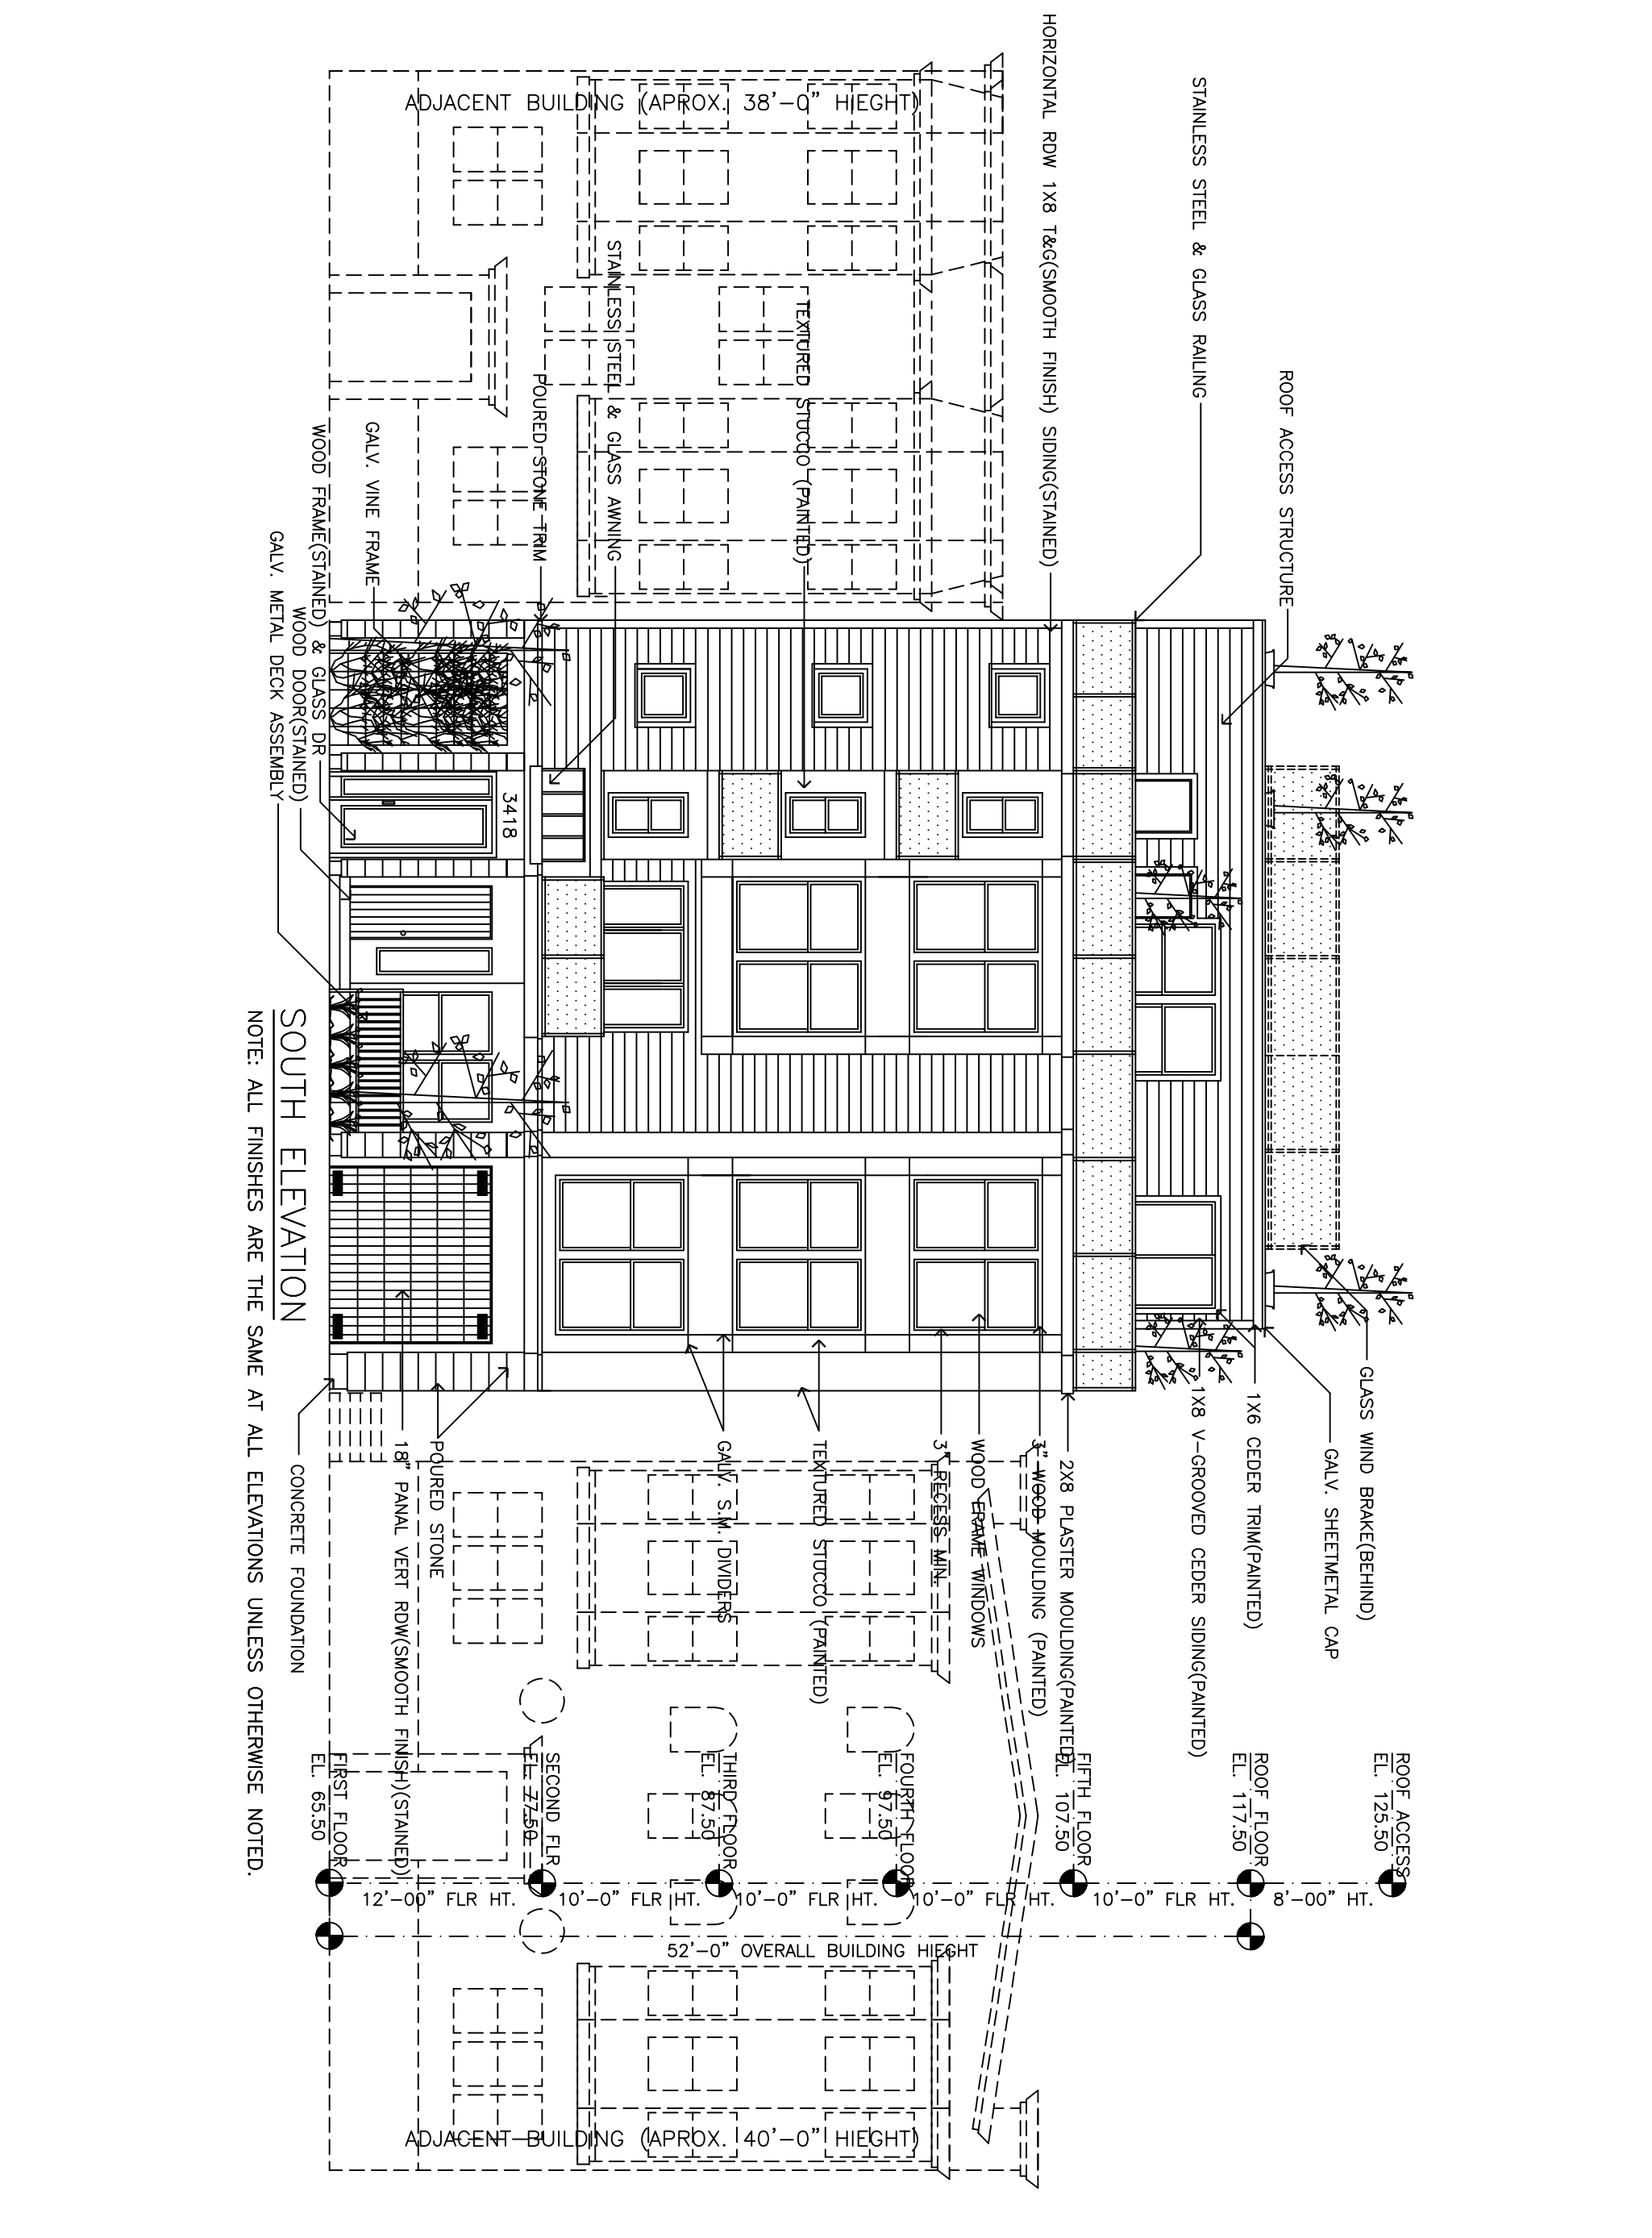 ROOF ACCESS STRUCTURE
STAINLESS STEEL & GLASS RAILING
HORIZONTAL RDW 1X8 T&G(SMOOTH FINISH) SIDING(STAINED)
TEXTURED STUCCO (PAINTED)
STAINLESS STEEL & GLASS AWNING
POURED STONE TRIM
GALV. VINE FRAME
WOOD FRAME(STAINED) & GLASS DR
WOOD DOOR(STAINED)
GALV. METAL DECK ASSEMBLY
ADJACENT BUILDING (APROX. 38'-0" HIEGHT)
3418
GLASS WIND BRAKE(BEHIND)
GALV. SHEETMETAL CAP
1X6 CEDER TRIM(PAINTED)
1X8 V-GROOVED CEDER SIDING(PAINTED)
2X8 PLASTER MOULDING(PAINTED)
3" WOOD MOULDING (PAINTED)
WOOD FRAME WINDOWS
3" RECESS MIN.
TEXTURED STUCCO (PAINTED)
GALV. S.M. DIVIDERS
POURED STONE
18" PANAL VERT RDW(SMOOTH FINISH)(STAINED)
CONCRETE FOUNDATION
ROOF ACCESS
EL. 125.50
8'-00" HT.
ROOF FLOOR
EL. 117.50
10'-0" FLR HT.
FIFTH FLOOR
EL. 107.50
10'-0" FLR HT.
FOURTH FLOOR
EL. 97.50
10'-0" FLR HT.
THIRD FLOOR
EL. 87.50
10'-0" FLR HT.
SECOND FLR
EL. 77.50
12'-00" FLR HT.
FIRST FLOOR
EL. 65.50
52'-0" OVERALL BUILDING HIEGHT
ADJACENT BUILDING (APROX. 40'-0" HIEGHT)
SOUTH ELEVATION
NOTE: ALL FINISHES ARE THE SAME AT ALL ELEVATIONS UNLESS OTHERWISE NOTED.